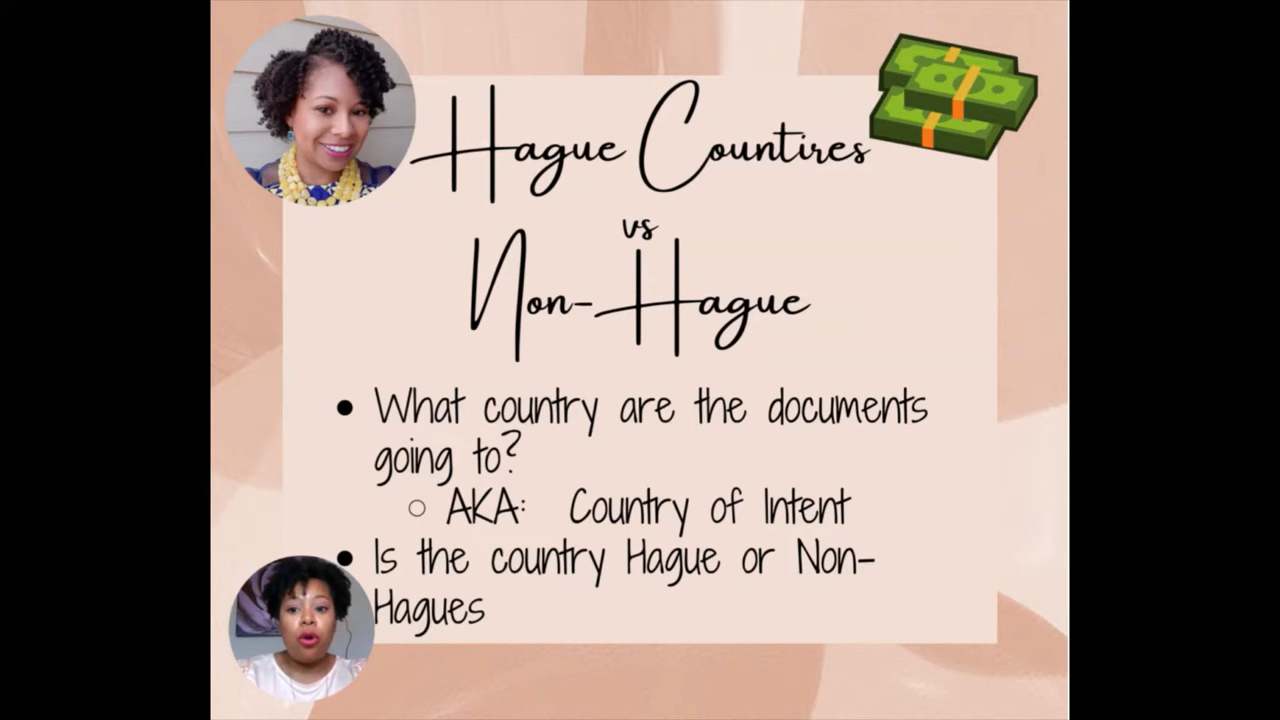 Hague Countires
vs
Non-Hague
• What country are the documents
going to?
○ AKA: Country of Intent
• Is the country Hague or Non-
Hagues